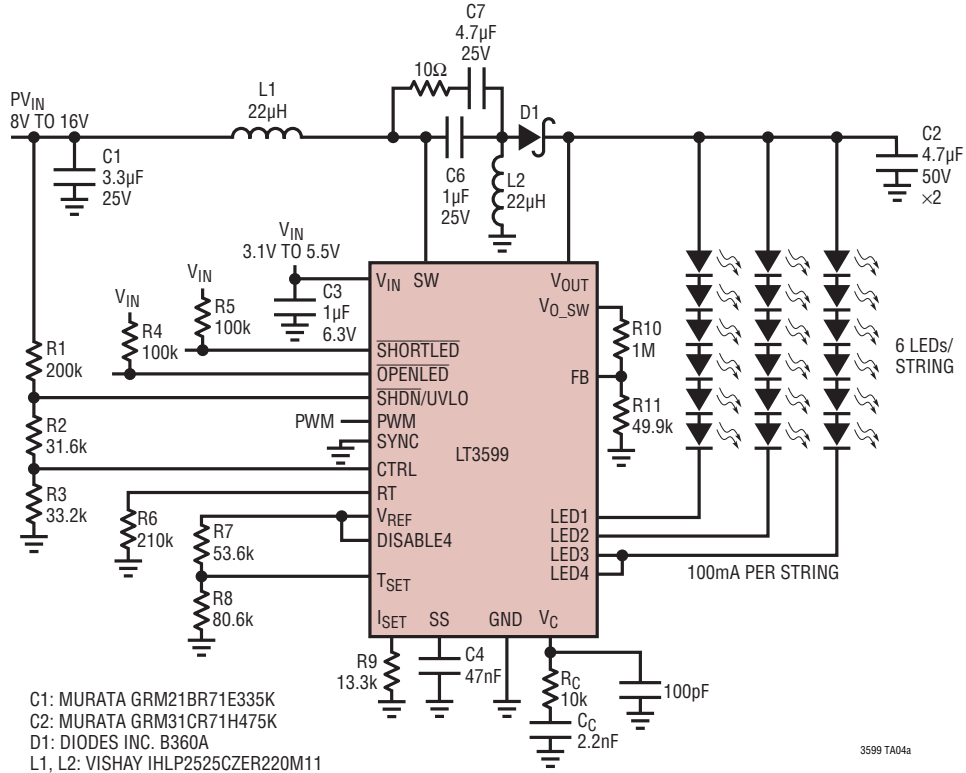 C7
4.7µF
25V
10Ω
L1
22µH
PVIN
8V TO 16V
D1
C1
3.3µF
25V
C6
1µF
25V
L2
22µH
C2
4.7µF
50V
×2
VIN
3.1V TO 5.5V
VIN SW
VOUT
VO_SW
C3
1µF
6.3V
VIN
R5
100k
VIN
R4
100k
R1
200k
SHORTLED
OPENLED
SHDN/UVLO
PWM
PWM
SYNC
LT3599
CTRL
RT
VREF
DISABLE4
TSET
ISET
SS
GND
VC
R10
1M
FB
R11
49.9k
6 LEDs/
STRING
R2
31.6k
R3
33.2k
R6
210k
R7
53.6k
R8
80.6k
LED1
LED2
LED3
LED4
100mA PER STRING
R9
13.3k
C4
47nF
RC
10k
CC
2.2nF
100pF
C1: MURATA GRM21BR71E335K
C2: MURATA GRM31CR71H475K
D1: DIODES INC. B360A
L1, L2: VISHAY IHLP2525CZER220M11
3599 TA04a